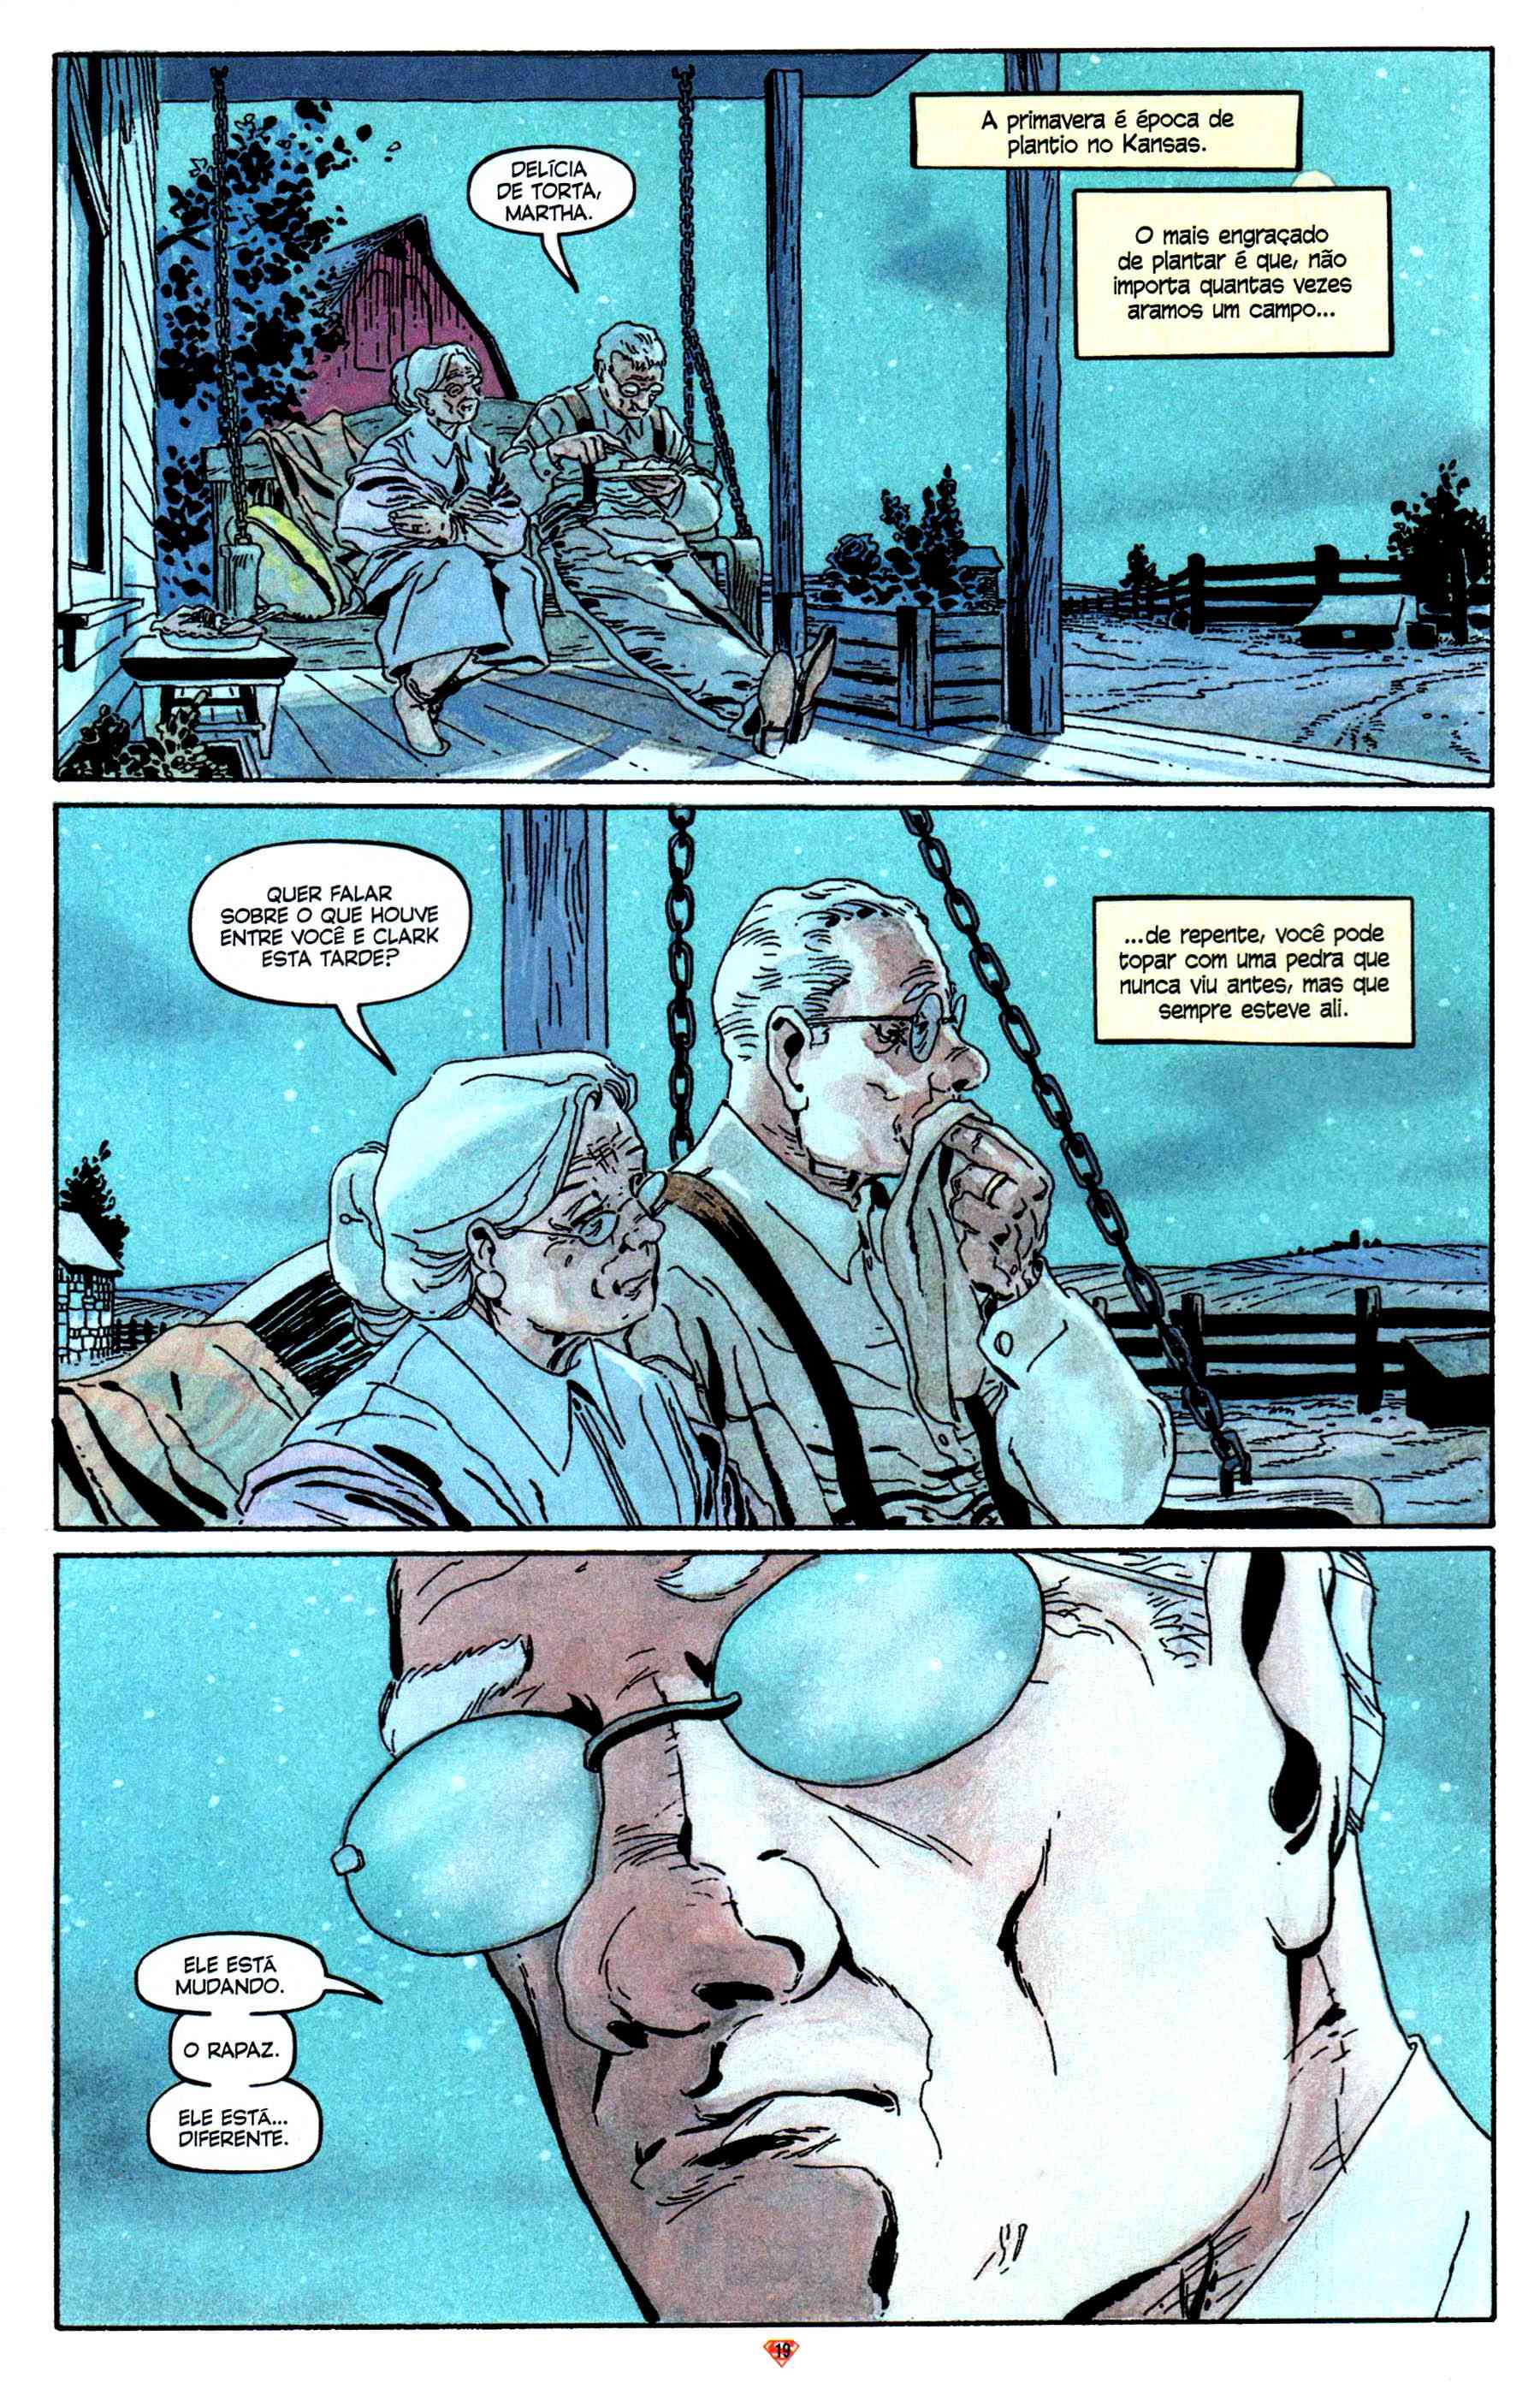 DELÍCIA
DE TORTA,
MARTHA.
A primavera é época de
plantio no Kansas.
O mais engraçado
de plantar é que, não
importa quantas vezes
aramos um campo...
QUER FALAR
SOBRE O QUE HOUVE
ENTRE VOCÊ E CLARK
ESTA TARDE?
...de repente, você pode
topar com uma pedra que
nunca viu antes, mas que
sempre esteve ali.
ELE ESTÁ
MUDANDO.
O RAPAZ.
ELE ESTÁ...
DIFERENTE.
19